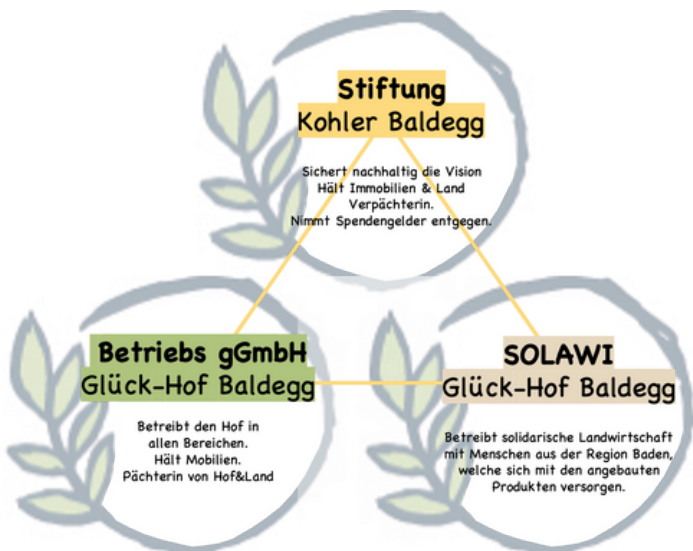 Stiftung
Kohler Baldegg
Sichert nachhaltig die Vision
Hält Immobilien & Land
Verpächterin.
Nimmt Spendengelder entgegen.
Betriebs gGmbH
Glück-Hof Baldegg
Betreibt den Hof in
allen Bereichen.
Hält Mobilien.
Pächterin von Hof&Land
SOLAWI
Glück-Hof Baldegg
Betreibt solidarische Landwirtschaft
mit Menschen aus der Region Baden,
welche sich mit den angebauten
Produkten versorgen.